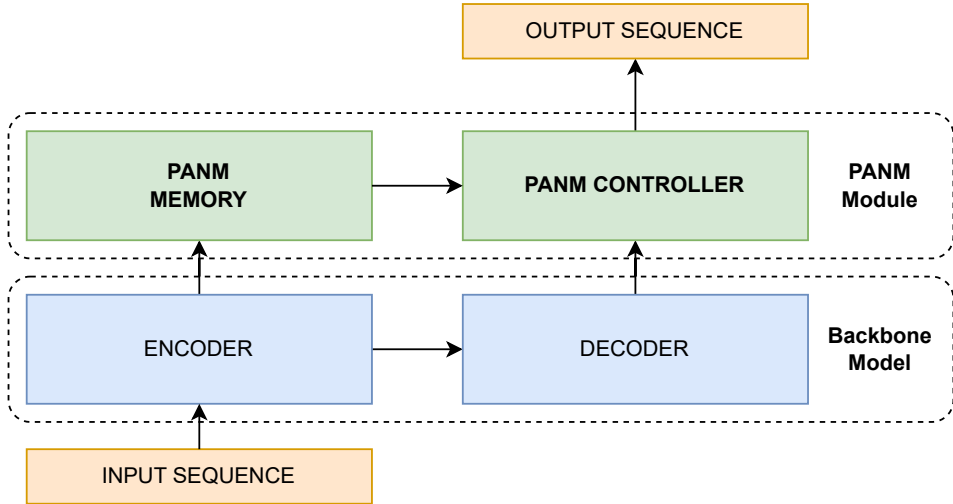 OUTPUT SEQUENCE
PANM
MEMORY
PANM CONTROLLER
PANM
Module
ENCODER
DECODER
Backbone
Model
INPUT SEQUENCE